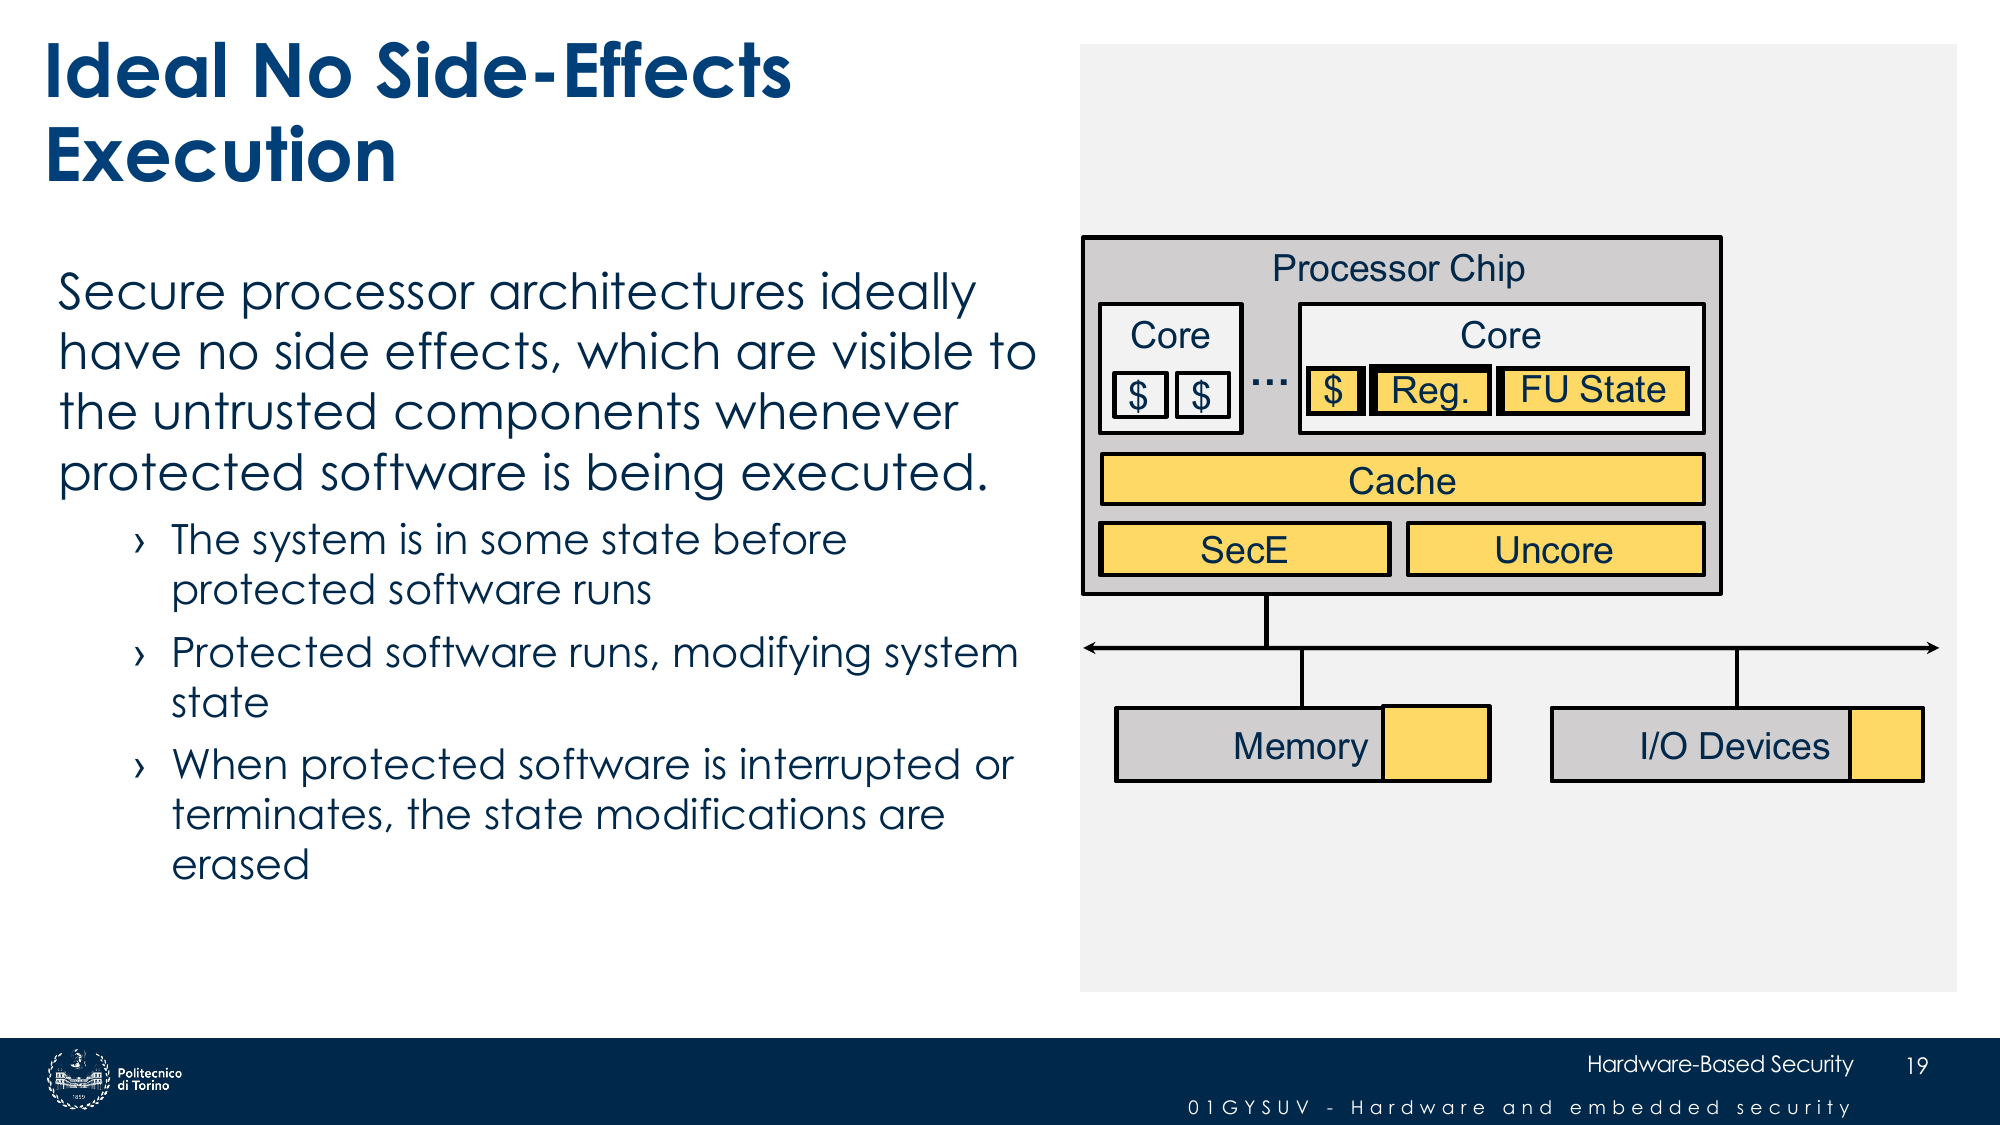 Ideal No Side-Effects
Execution
Secure processor architectures ideally
have no side effects, which are visible to
the untrusted components whenever
protected software is being executed.
› The system is in some state before
protected software runs
› Protected software runs, modifying system
state
› When protected software is interrupted or
terminates, the state modifications are
erased
Processor Chip
Core
$ $
...
Core
$ Reg. FU State
Cache
SecE Uncore
Memory I/O Devices
Politecnico
di Torino
1859
Hardware-Based Security 19
01GYSUV - Hardware and embedded security